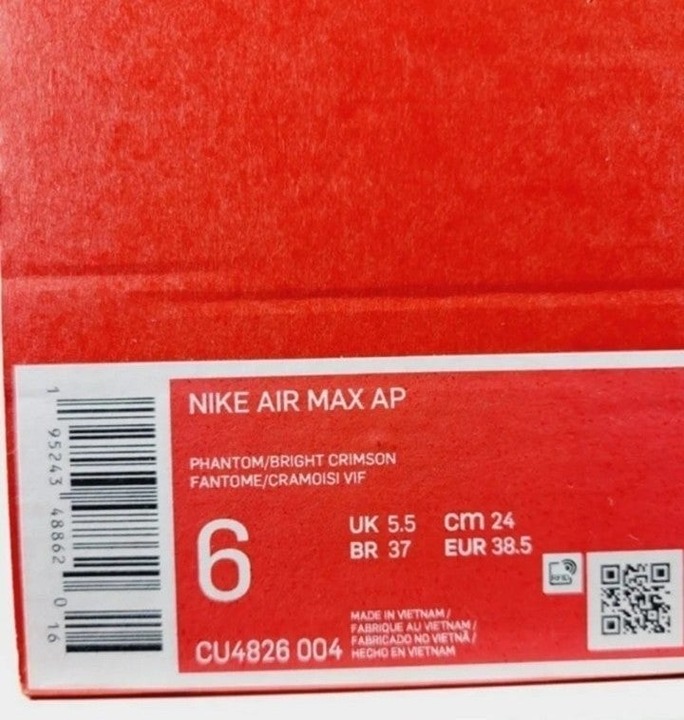 NIKE AIR MAX AP
PHANTOM/BRIGHT CRIMSON
FANTOME/CRAMOISI VIF
6
UK 5.5 cm 24
BR 37 EUR 38.5
RFID
MADE IN VIETNAM /
FABRIQUE AU VIETNAM /
FABRICADO NO VIETNÃ /
HECHO EN VIETNAM
CU4826 004
1 95243 48862 0 16